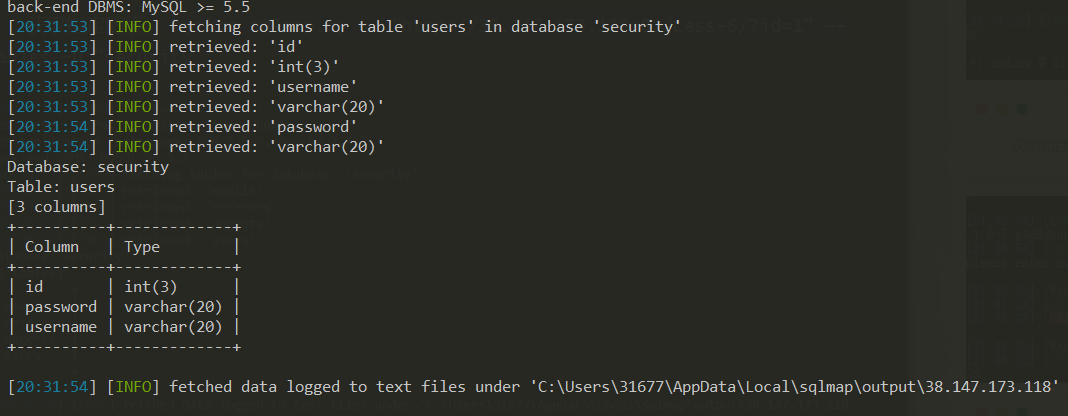 back-end DBMS: MySQL >= 5.5
[20:31:53] [INFO] fetching columns for table 'users' in database 'security'
[20:31:53] [INFO] retrieved: 'id'
[20:31:53] [INFO] retrieved: 'int(3)'
[20:31:53] [INFO] retrieved: 'username'
[20:31:53] [INFO] retrieved: 'varchar(20)'
[20:31:54] [INFO] retrieved: 'password'
[20:31:54] [INFO] retrieved: 'varchar(20)'
Database: security
Table: users
[3 columns]
+----------+-------------+
| Column   | Type        |
+----------+-------------+
| id       | int(3)      |
| password | varchar(20) |
| username | varchar(20) |
+----------+-------------+
[20:31:54] [INFO] fetched data logged to text files under 'C:\Users\31677\AppData\Local\sqlmap\output\38.147.173.118'